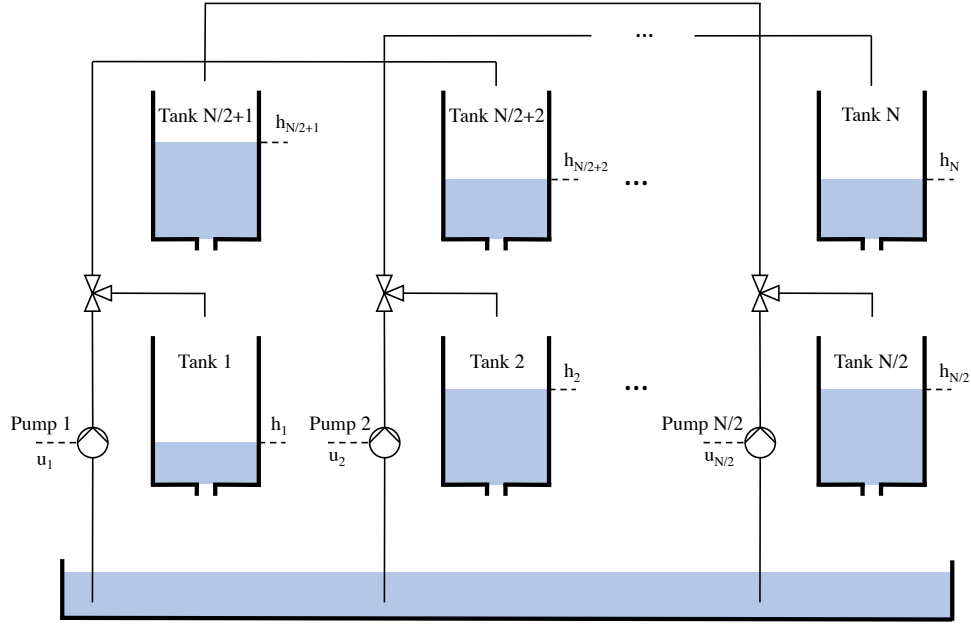 ...
Tank N/2+1
h_{N/2+1}
Tank N/2+2
h_{N/2+2}
...
Tank N
h_N
Tank 1
h_1
Tank 2
h_2
...
Tank N/2
h_{N/2}
Pump 1
u_1
Pump 2
u_2
Pump N/2
u_{N/2}